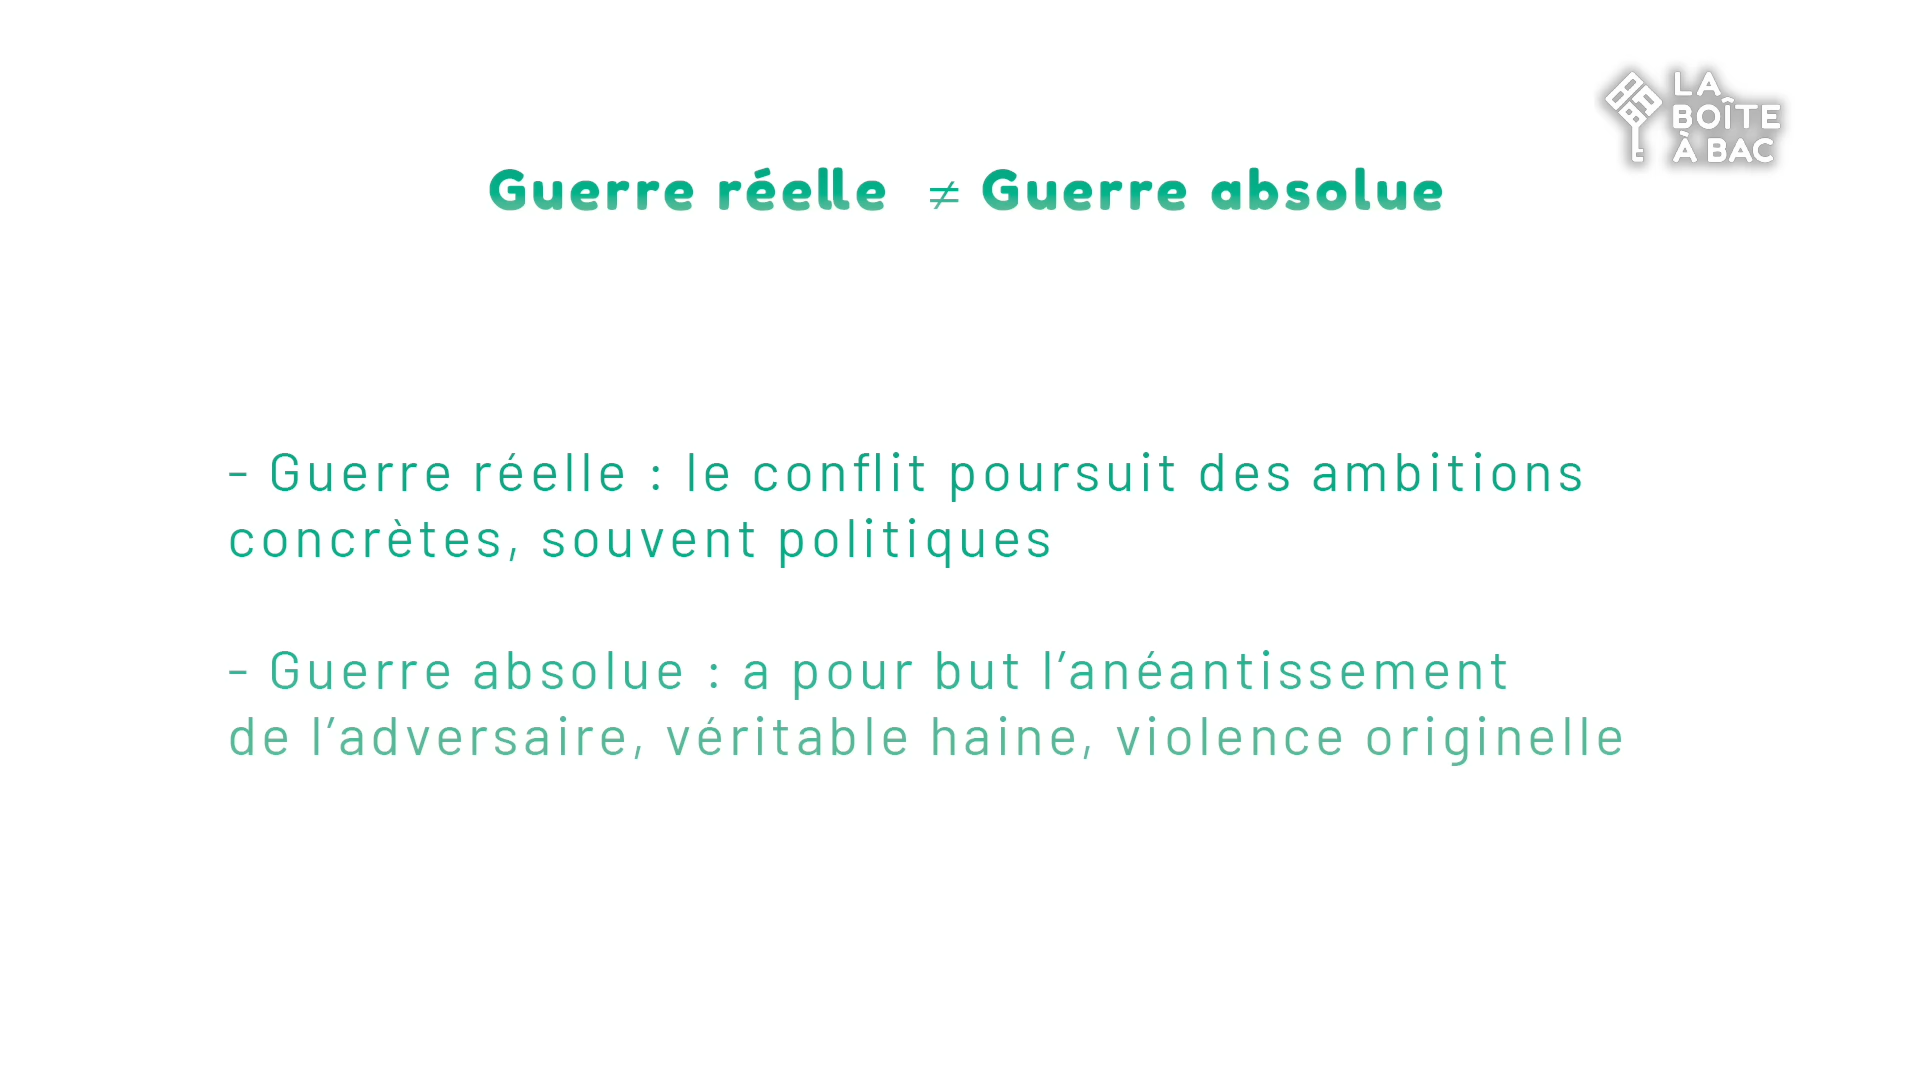 LA
BOÎTE
À BAC
Guerre réelle ≠ Guerre absolue
- Guerre réelle : le conflit poursuit des ambitions
concrètes, souvent politiques
- Guerre absolue : a pour but l’anéantissement
de l’adversaire, véritable haine, violence originelle